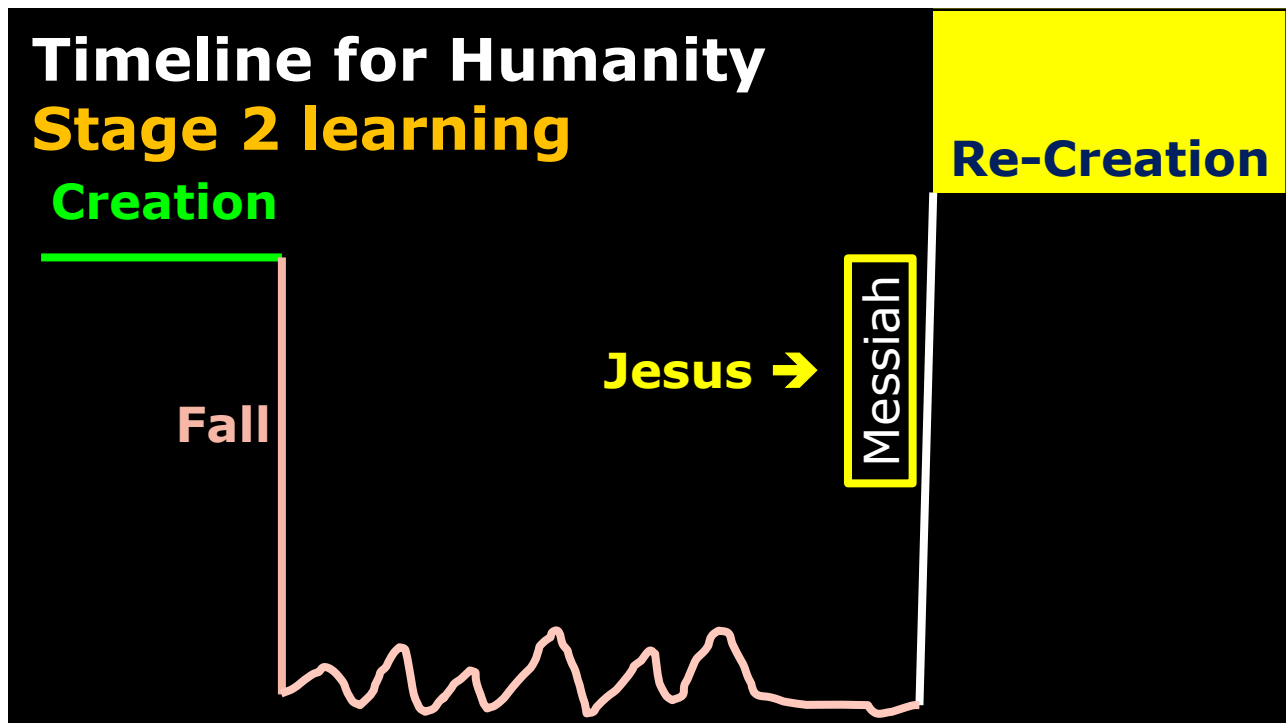 Timeline for Humanity
Stage 2 learning
Re-Creation
Creation
Jesus ➔
Messiah
Fall